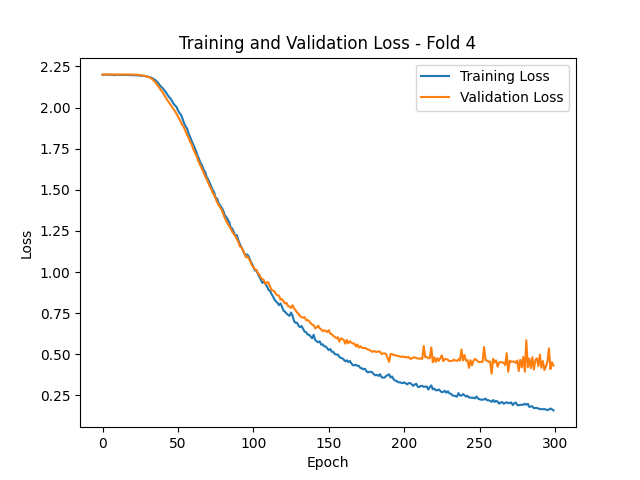 Training and Validation Loss - Fold 4
Training Loss
Validation Loss
2.25
2.00
1.75
1.50
1.25
1.00
0.75
0.50
0.25
Loss
0 50 100 150 200 250 300
Epoch